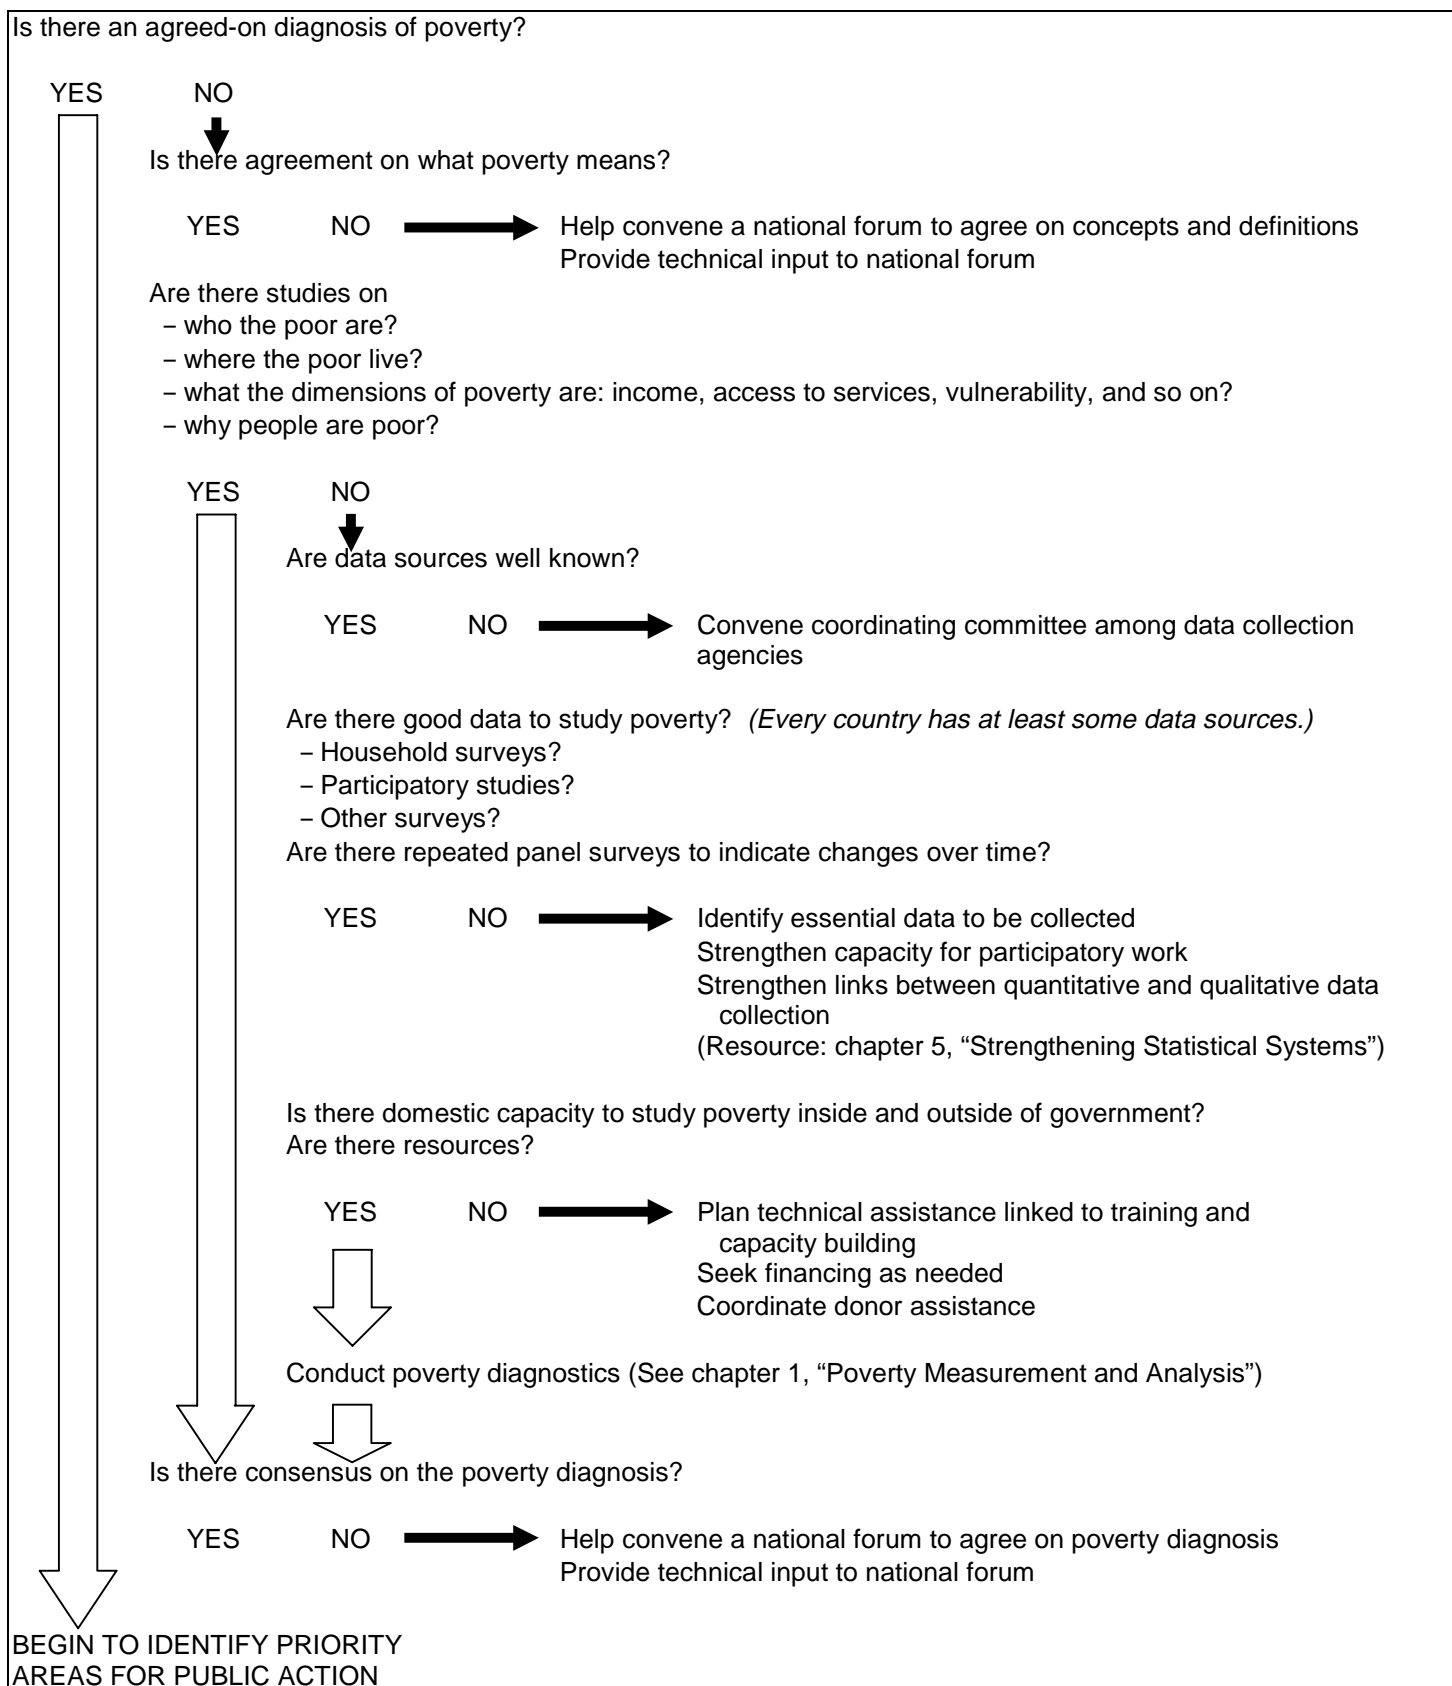 Is there an agreed-on diagnosis of poverty?
YES NO
Is there agreement on what poverty means?
YES NO Help convene a national forum to agree on concepts and definitions
Provide technical input to national forum
Are there studies on
– who the poor are?
– where the poor live?
– what the dimensions of poverty are: income, access to services, vulnerability, and so on?
– why people are poor?
YES NO
Are data sources well known?
YES NO Convene coordinating committee among data collection
agencies
Are there good data to study poverty? (Every country has at least some data sources.)
– Household surveys?
– Participatory studies?
– Other surveys?
Are there repeated panel surveys to indicate changes over time?
YES NO Identify essential data to be collected
Strengthen capacity for participatory work
Strengthen links between quantitative and qualitative data
collection
(Resource: chapter 5, “Strengthening Statistical Systems”)
Is there domestic capacity to study poverty inside and outside of government?
Are there resources?
YES NO Plan technical assistance linked to training and
capacity building
Seek financing as needed
Coordinate donor assistance
Conduct poverty diagnostics (See chapter 1, “Poverty Measurement and Analysis”)
Is there consensus on the poverty diagnosis?
YES NO Help convene a national forum to agree on poverty diagnosis
Provide technical input to national forum
BEGIN TO IDENTIFY PRIORITY
AREAS FOR PUBLIC ACTION